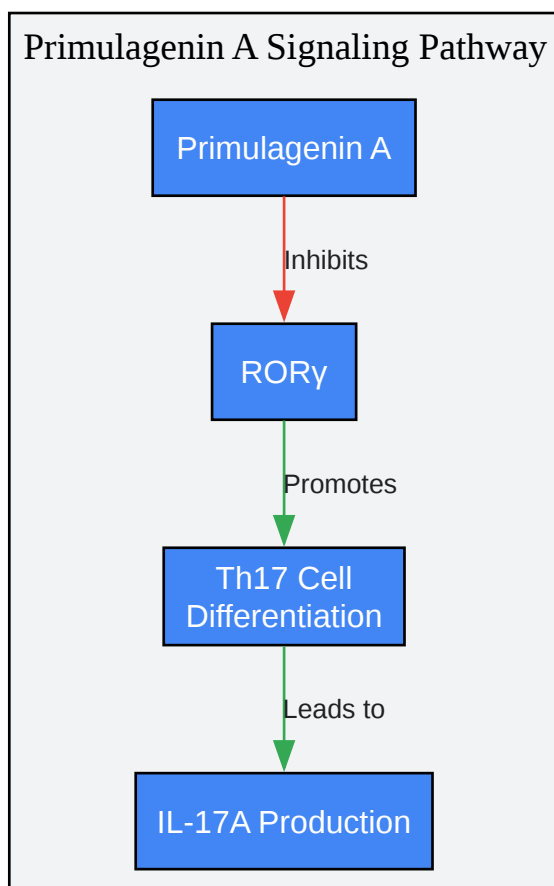 Primulagenin A Signaling Pathway
Primulagenin A
Inhibits
RORγ
Promotes
Th17 Cell
Differentiation
Leads to
IL-17A Production